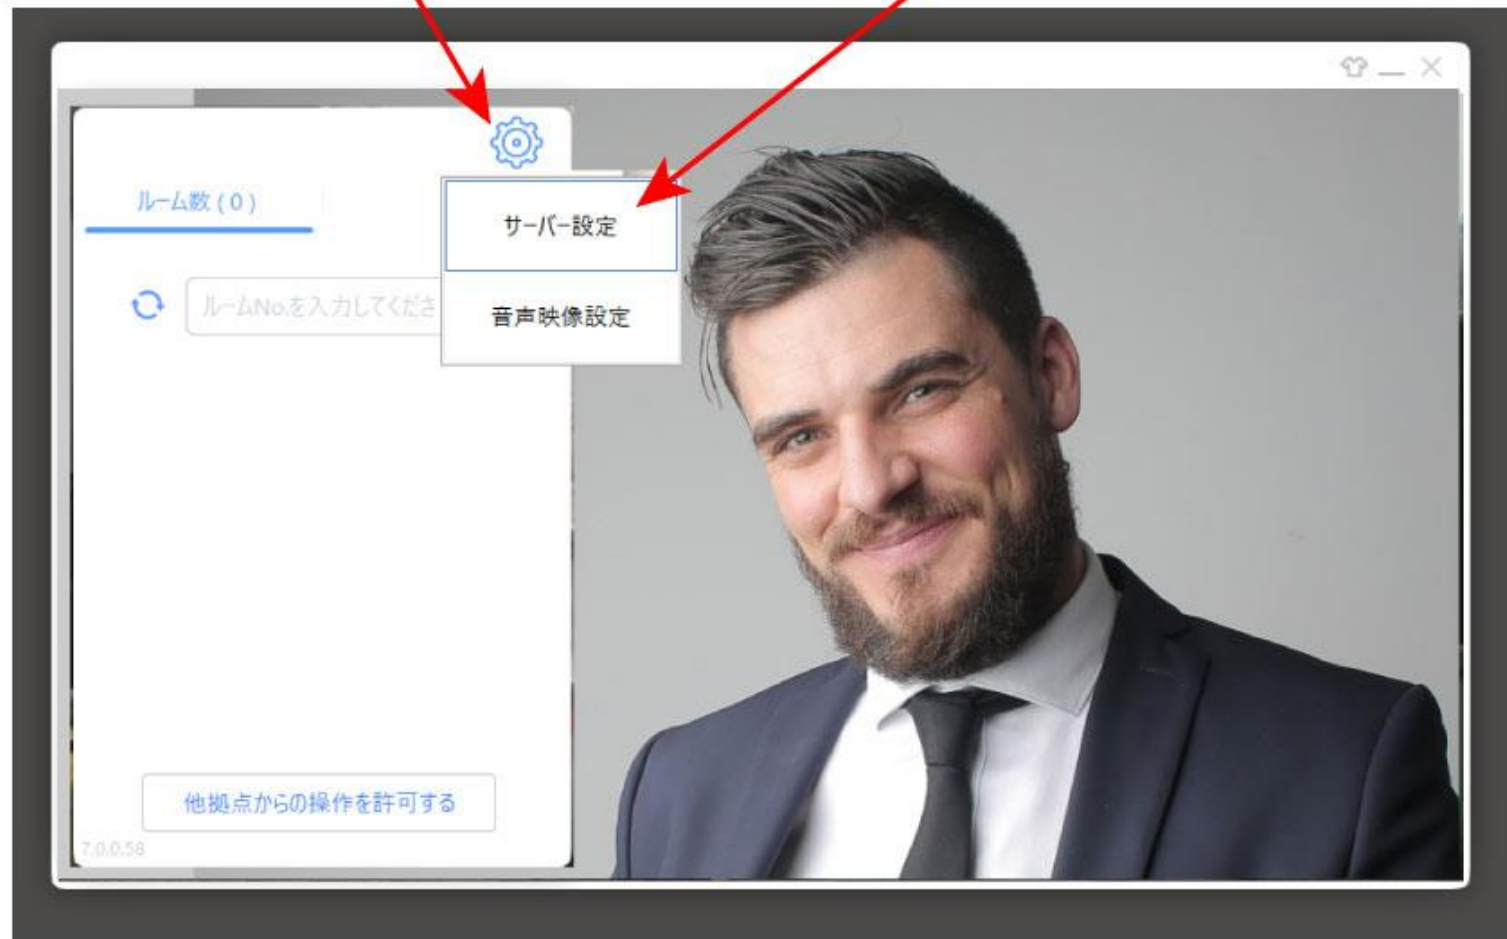 ルーム数 ( 0 )
サーバー設定
ルームNo.を入力してくださ
音声映像設定
他拠点からの操作を許可する
7.0.0.58